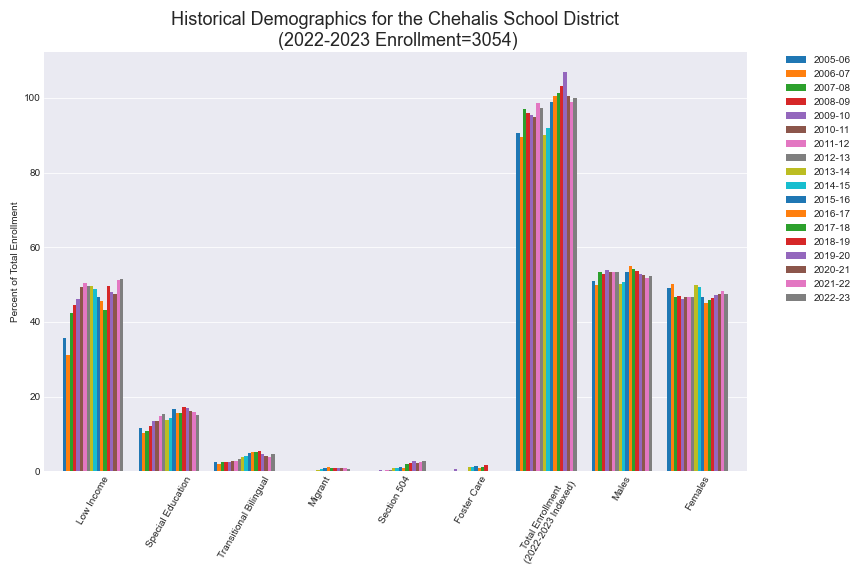 Historical Demographics for the Chehalis School District
(2022-2023 Enrollment=3054)
Percent of Total Enrollment
100
80
60
40
20
0
Low Income
Special Education
Transitional Bilingual
Migrant
Section 504
Foster Care
Total Enrollment
(2022-2023 Indexed)
Males
Females
2005-06
2006-07
2007-08
2008-09
2009-10
2010-11
2011-12
2012-13
2013-14
2014-15
2015-16
2016-17
2017-18
2018-19
2019-20
2020-21
2021-22
2022-23